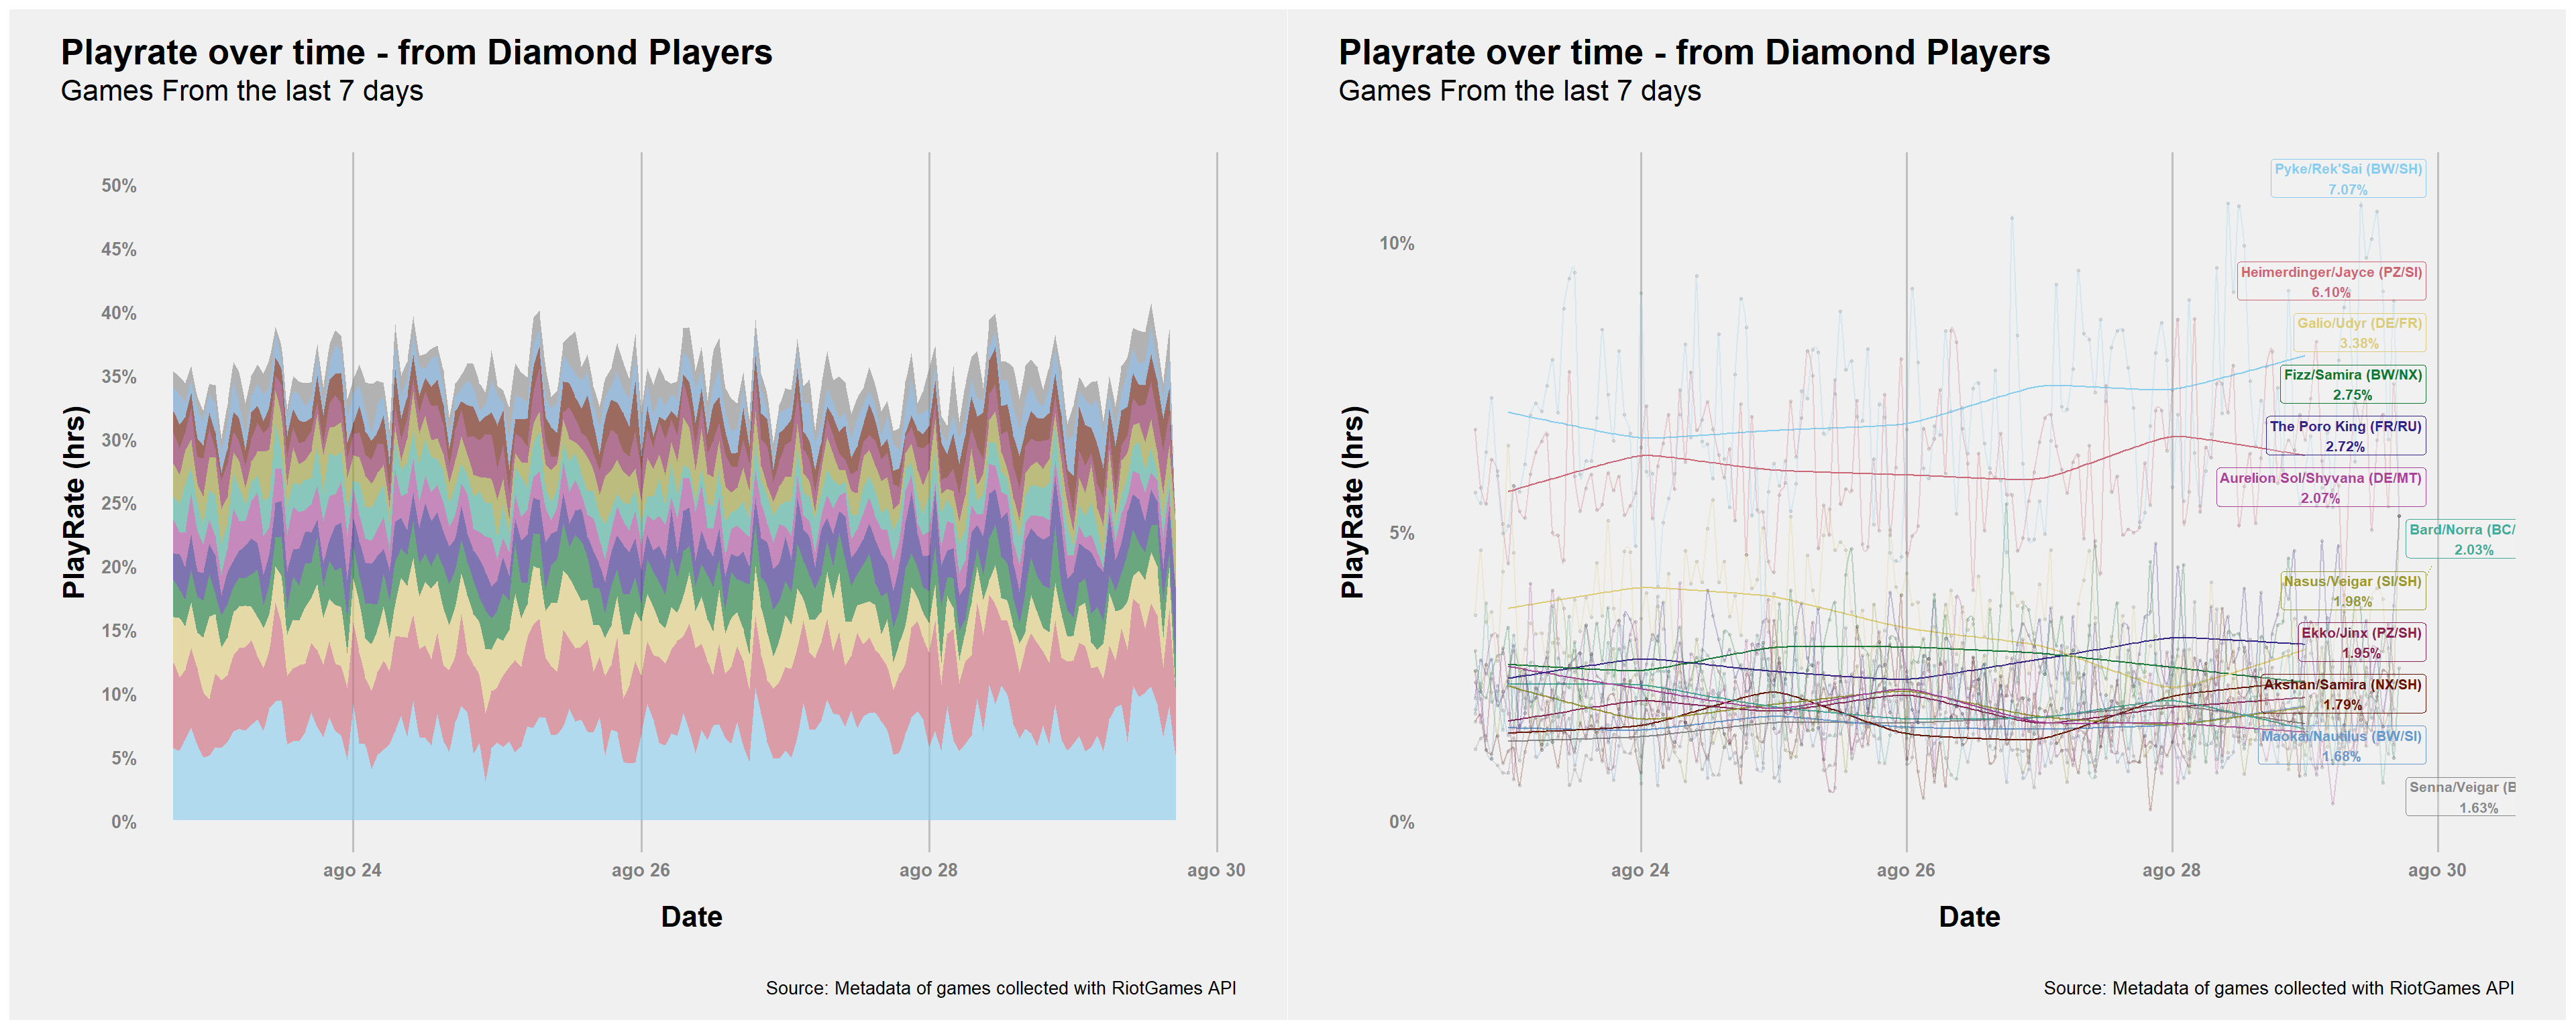 Playrate over time - from Diamond Players
Games From the last 7 days
50%
45%
40%
35%
30%
25%
20%
15%
10%
5%
0%
PlayRate (hrs)
ago 24
ago 26
ago 28
ago 30
Date
Source: Metadata of games collected with RiotGames API
Playrate over time - from Diamond Players
Games From the last 7 days
10%
5%
0%
PlayRate (hrs)
Pyke/Rek'Sai (BW/SH)
7.07%
Heimerdinger/Jayce (PZ/SI)
6.10%
Galio/Udyr (DE/FR)
3.38%
Fizz/Samira (BW/NX)
2.75%
The Poro King (FR/RU)
2.72%
Aurelion Sol/Shyvana (DE/MT)
2.07%
Bard/Norra (BC/
2.03%
Nasus/Veigar (SI/SH)
1.98%
Ekko/Jinx (PZ/SH)
1.95%
Akshan/Samira (NX/SH)
1.79%
Maokai/Nautilus (BW/SI)
1.68%
Senna/Veigar (B
1.63%
ago 24
ago 26
ago 28
ago 30
Date
Source: Metadata of games collected with RiotGames API